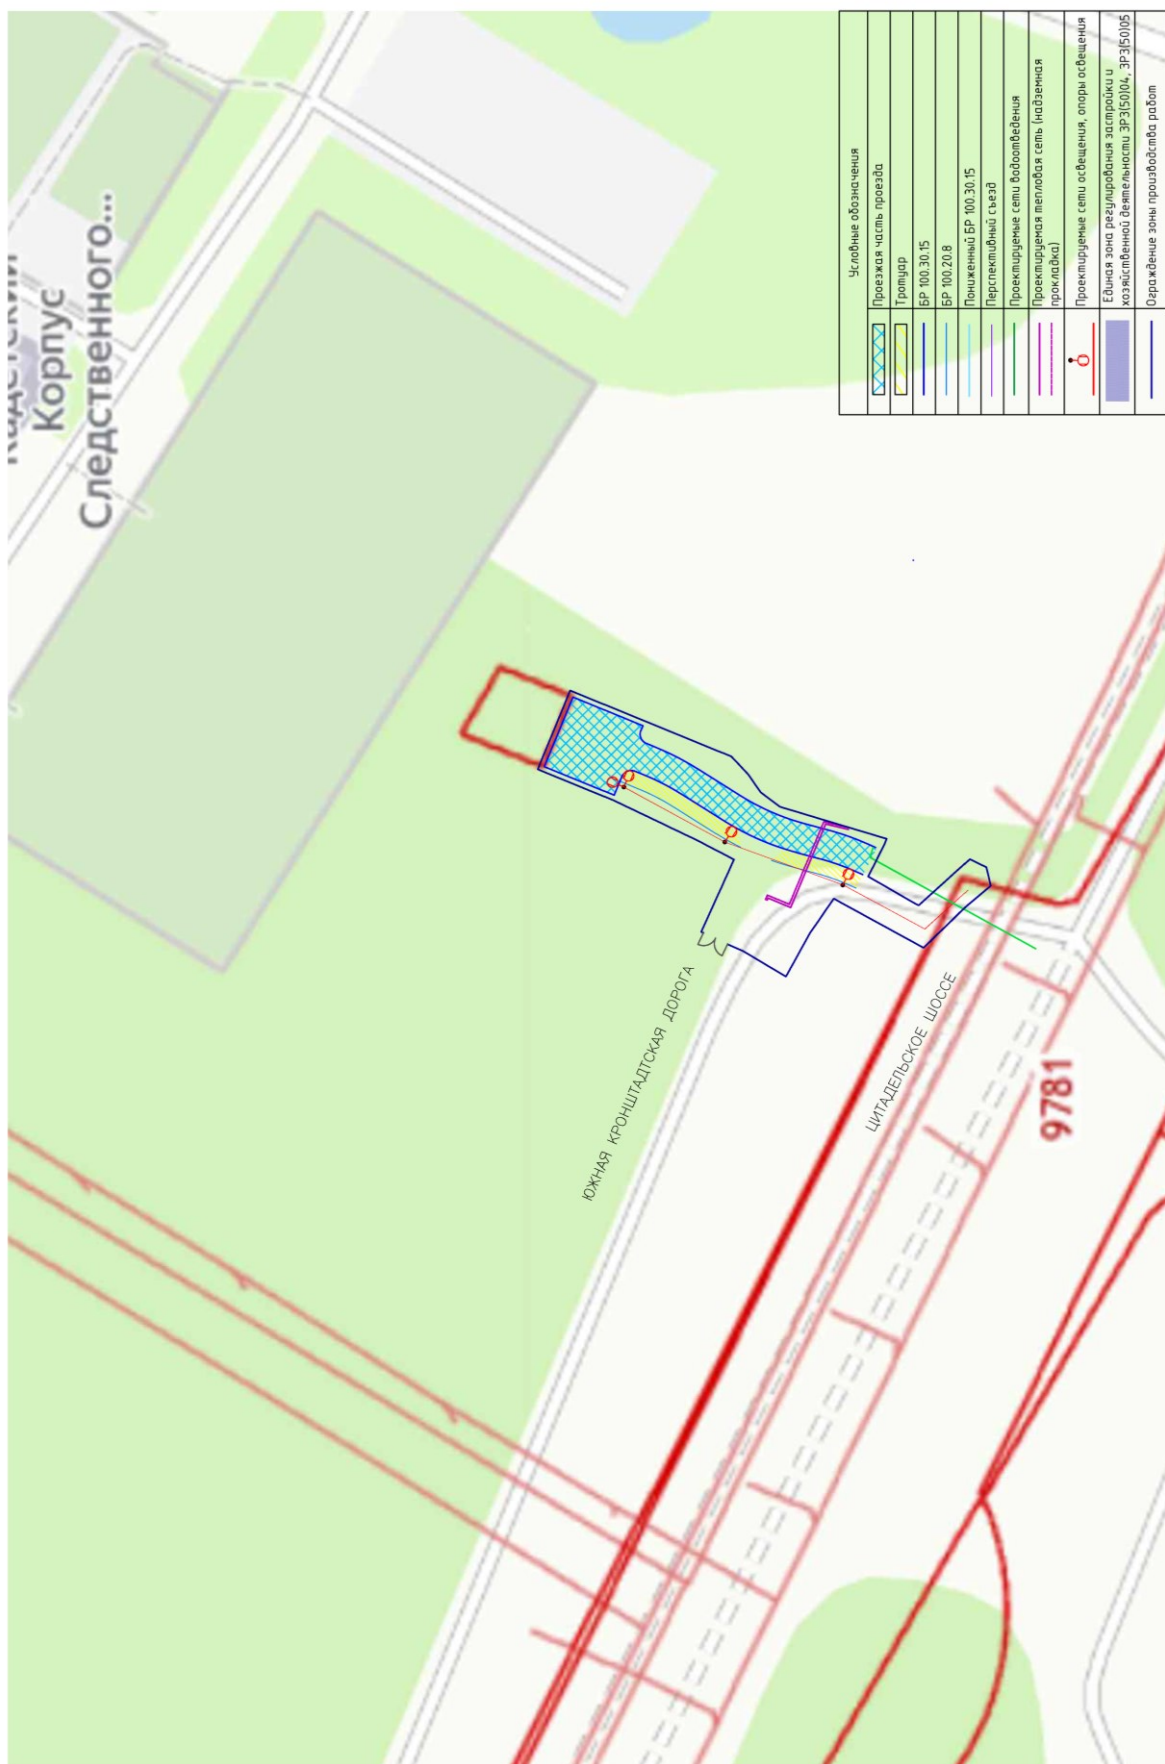 Корпус
Следственного...
ЮЖНАЯ КРОНШТАДТСКАЯ ДОРОГА
ЦИТАДЕЛЬСКОЕ ШОССЕ
9781
Условные обозначения
Проезжая часть проезда
Тротуар
БР 100.30.15
БР 100.20.8
Пониженный БР 100.30.15
Перспективный съезд
Проектируемые сети водоотведения
Проектируемая тепловая сеть (надземная
прокладка)
Проектируемые сети освещения, опоры освещения
Единая зона регулирования застройки и
хозяйственной деятельности ЗРЗ(50)04, ЗРЗ(50)05
Ограждение зоны производства работ